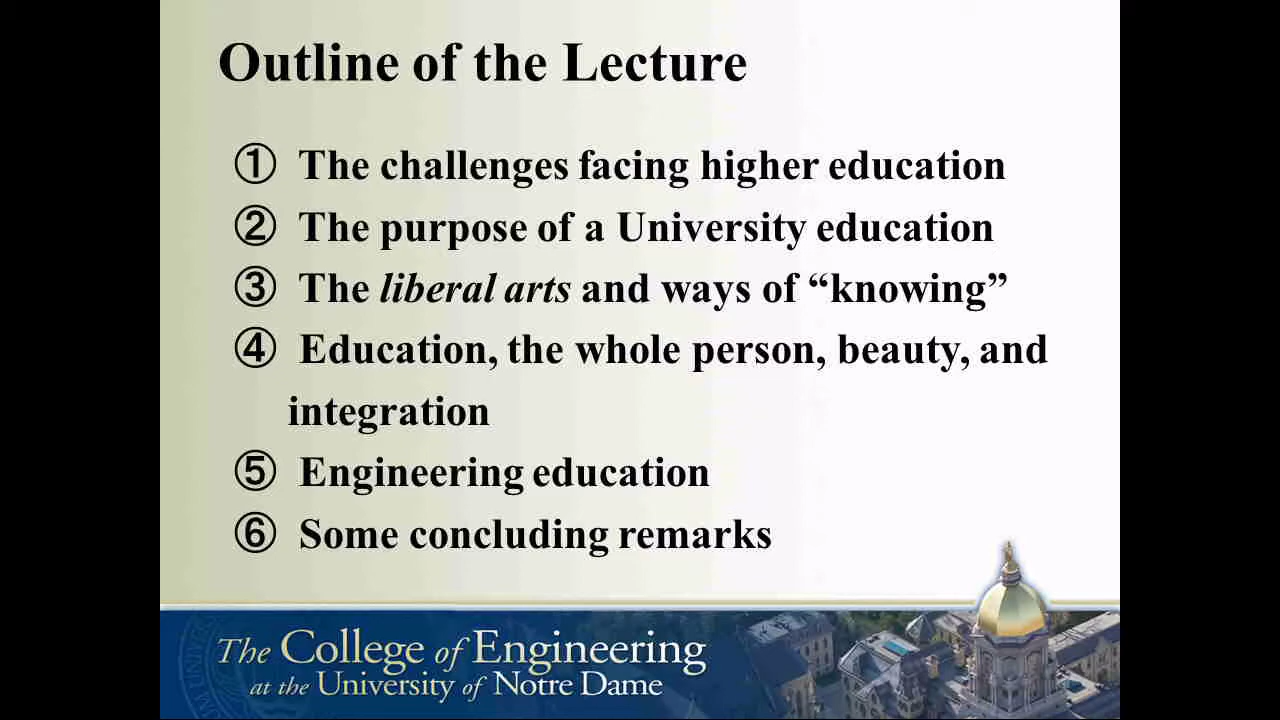 Outline of the Lecture
① The challenges facing higher education
② The purpose of a University education
③ The liberal arts and ways of “knowing”
④ Education, the whole person, beauty, and
integration
⑤ Engineering education
⑥ Some concluding remarks
The College of Engineering
at the University of Notre Dame